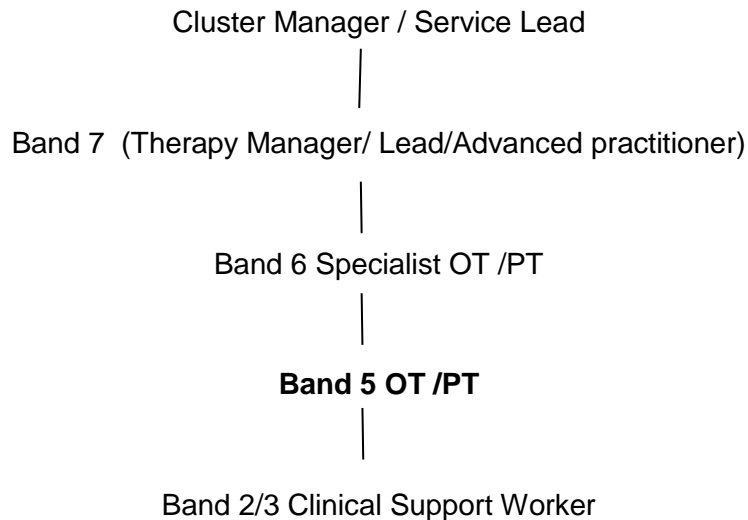 Cluster Manager / Service Lead
Band 7  (Therapy Manager/ Lead/Advanced practitioner)
Band 6 Specialist OT /PT
Band 5 OT /PT
Band 2/3 Clinical Support Worker